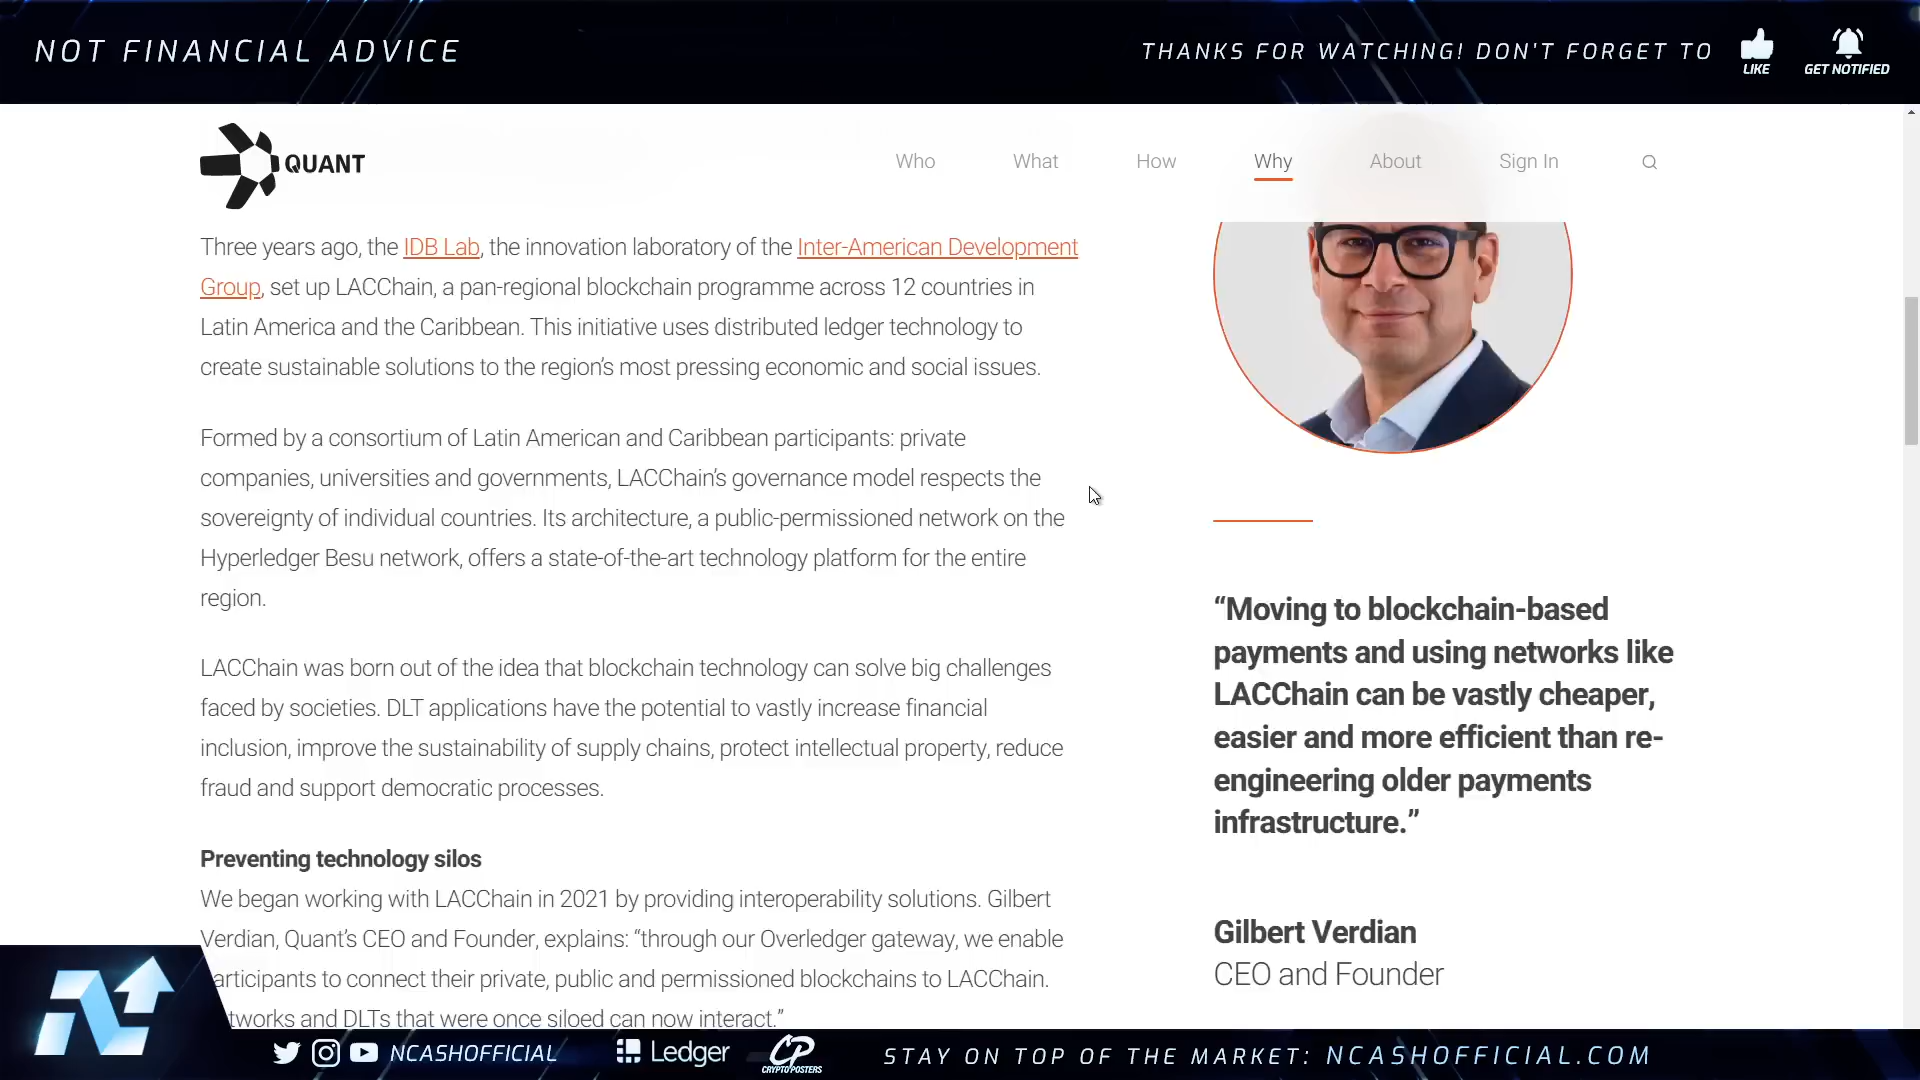 NOT FINANCIAL ADVICE
THANKS FOR WATCHING! DON'T FORGET TO
LIKE
GET NOTIFIED
QUANT
Who
What
How
Why
About
Sign In
Three years ago, the IDB Lab, the innovation laboratory of the Inter-American Development
Group, set up LACChain, a pan-regional blockchain programme across 12 countries in
Latin America and the Caribbean. This initiative uses distributed ledger technology to
create sustainable solutions to the region's most pressing economic and social issues.
Formed by a consortium of Latin American and Caribbean participants: private
companies, universities and governments, LACChain's governance model respects the
sovereignty of individual countries. Its architecture, a public-permissioned network on the
Hyperledger Besu network, offers a state-of-the-art technology platform for the entire
region.
LACChain was born out of the idea that blockchain technology can solve big challenges
faced by societies. DLT applications have the potential to vastly increase financial
inclusion, improve the sustainability of supply chains, protect intellectual property, reduce
fraud and support democratic processes.
Preventing technology silos
We began working with LACChain in 2021 by providing interoperability solutions. Gilbert
Verdian, Quant's CEO and Founder, explains: “through our Overledger gateway, we enable
articipants to connect their private, public and permissioned blockchains to LACChain.
tworks and DLTs that were once siloed can now interact.”
“Moving to blockchain-based
payments and using networks like
LACChain can be vastly cheaper,
easier and more efficient than re-
engineering older payments
infrastructure.”
Gilbert Verdian
CEO and Founder
NCASHOFFICIAL
Ledger
CP
CRYPTOPOSTERS
STAY ON TOP OF THE MARKET: NCASHOFFICIAL.COM